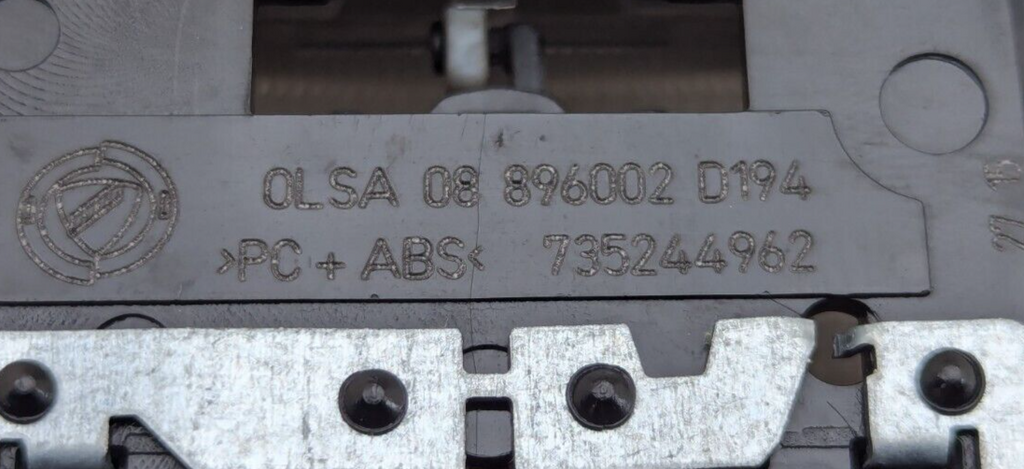 OLSA 08 896002 D194
>PC + ABS< 735244962